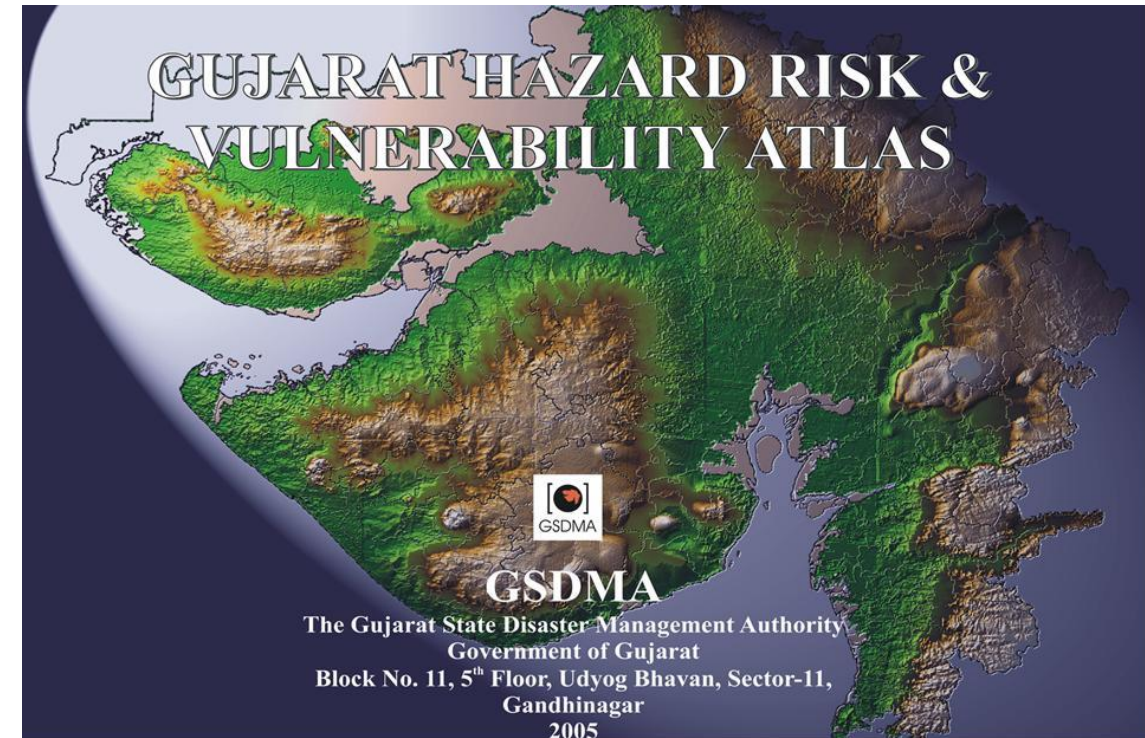 GUJARAT HAZARD RISK &
VULNERABILITY ATLAS
GSDMA
GSDMA
The Gujarat State Disaster Management Authority
Government of Gujarat
Block No. 11, 5th Floor, Udyog Bhavan, Sector-11,
Gandhinagar
2005